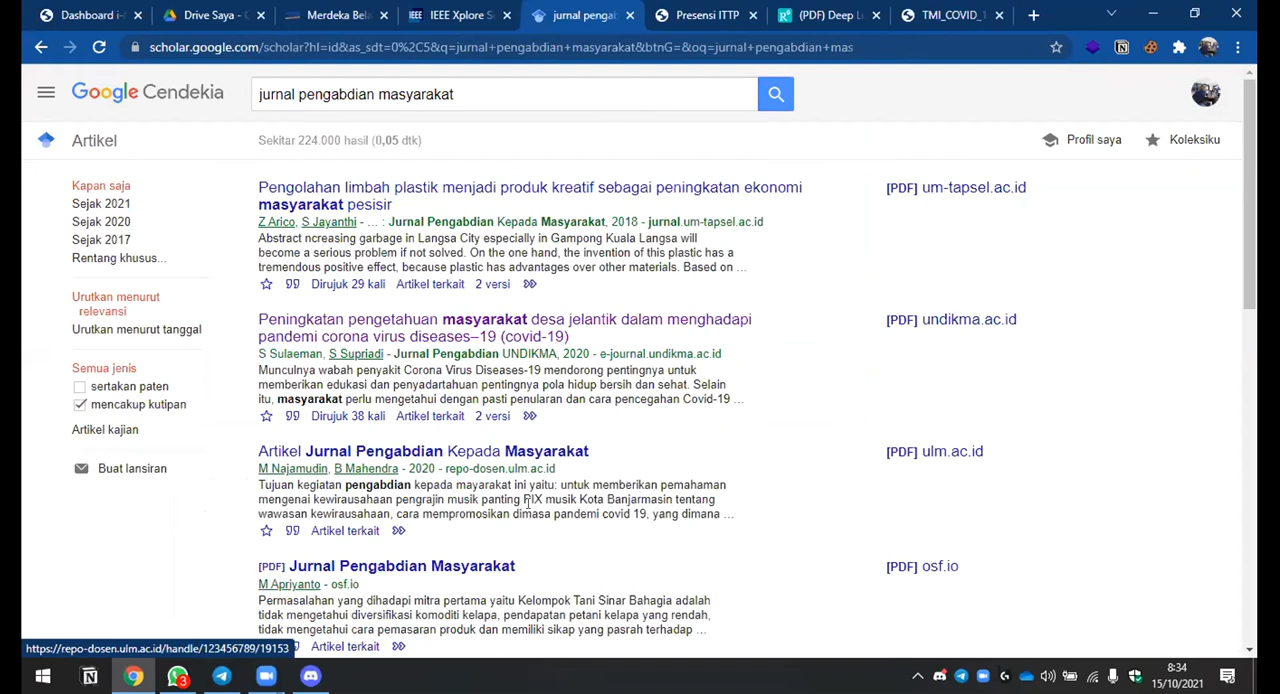 Dashboard i-
Drive Saya - G
Merdeka Bela
IEEE Xplore S
jurnal pengab
Presensi ITTP
(PDF) Deep L
TMI_COVID_1
scholar.google.com/scholar?hl=id&as_sdt=0%2C5&q=jurnal+pengabdian+masyarakat&btnG=&oq=jurnal+pengabdian+mas
Google Cendekia
jurnal pengabdian masyarakat
Artikel
Sekitar 224.000 hasil (0,05 dtk)
Profil saya
Koleksiku
Kapan saja
Sejak 2021
Sejak 2020
Sejak 2017
Rentang khusus...
Urutkan menurut
relevansi
Urutkan menurut tanggal
Semua jenis
sertakan paten
mencakup kutipan
Artikel kajian
Buat lansiran
Pengolahan limbah plastik menjadi produk kreatif sebagai peningkatan ekonomi
masyarakat pesisir
Z Arico, S Jayanthi - ... : Jurnal Pengabdian Kepada Masyarakat, 2018 - jurnal.um-tapsel.ac.id
Abstract ncreasing garbage in Langsa City especially in Gampong Kuala Langsa will
become a serious problem if not solved. On the one hand, the invention of this plastic has a
tremendous positive effect, because plastic has advantages over other materials. Based on ...
Dirujuk 29 kali Artikel terkait 2 versi
[PDF] um-tapsel.ac.id
Peningkatan pengetahuan masyarakat desa jelantik dalam menghadapi
pandemi corona virus diseases–19 (covid-19)
S Sulaeman, S Supriadi - Jurnal Pengabdian UNDIKMA, 2020 - e-journal.undikma.ac.id
Munculnya wabah penyakit Corona Virus Diseases-19 mendorong pentingnya untuk
memberikan edukasi dan penyadartahuan pentingnya pola hidup bersih dan sehat. Selain
itu, masyarakat perlu mengetahui dengan pasti penularan dan cara pencegahan Covid-19 ...
Dirujuk 38 kali Artikel terkait 2 versi
[PDF] undikma.ac.id
Artikel Jurnal Pengabdian Kepada Masyarakat
M Najamudin, B Mahendra - 2020 - repo-dosen.ulm.ac.id
Tujuan kegiatan pengabdian kepada mayarakat ini yaitu: untuk memberikan pemahaman
mengenai kewirausahaan pengrajin musik panting PIX musik Kota Banjarmasin tentang
wawasan kewirausahaan, cara mempromosikan dimasa pandemi covid 19, yang dimana ...
Artikel terkait
[PDF] ulm.ac.id
[PDF] Jurnal Pengabdian Masyarakat
M Apriyanto - osf.io
Permasalahan yang dihadapi mitra pertama yaitu Kelompok Tani Sinar Bahagia adalah
tidak mengetahui diversifikasi komoditi kelapa, pendapatan petani kelapa yang rendah,
tidak mengetahui cara pemasaran produk dan memiliki sikap yang pasrah terhadap ...
Artikel terkait
[PDF] osf.io
https://repo-dosen.ulm.ac.id/handle/123456789/19153
3
8:34
15/10/2021